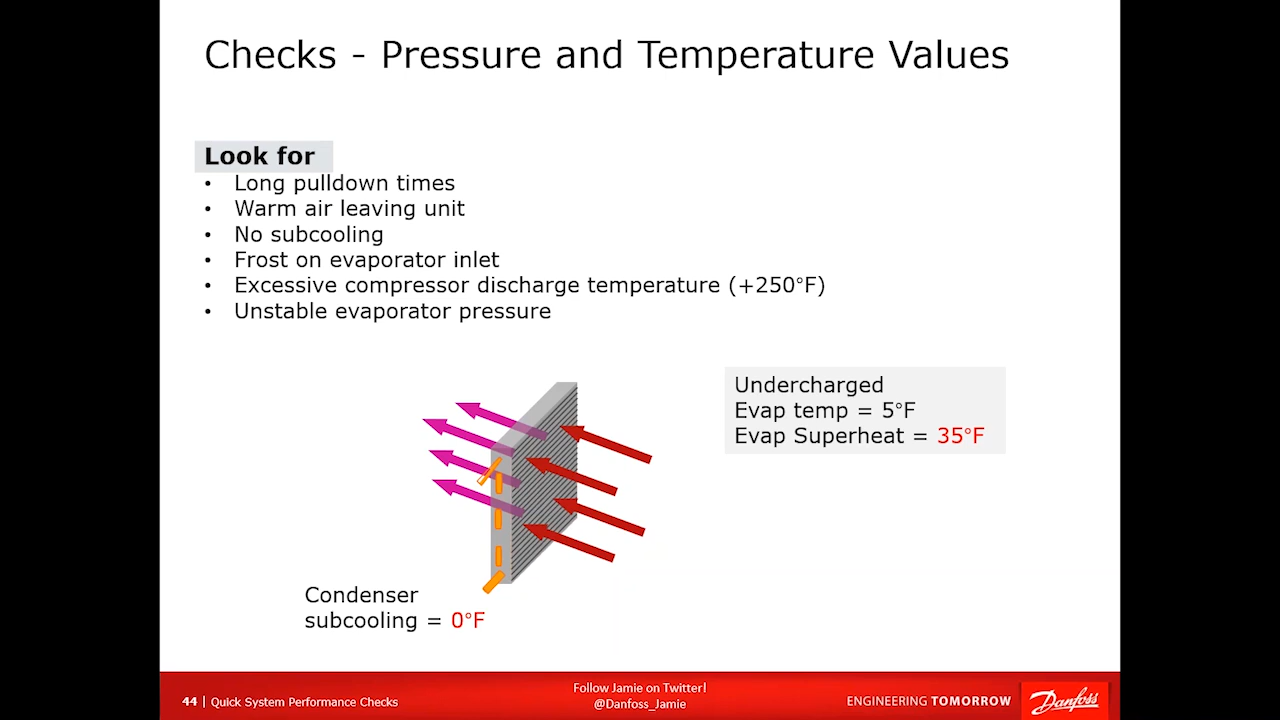 Checks - Pressure and Temperature Values
Look for
• Long pulldown times
• Warm air leaving unit
• No subcooling
• Frost on evaporator inlet
• Excessive compressor discharge temperature (+250°F)
• Unstable evaporator pressure
Undercharged
Evap temp = 5°F
Evap Superheat = 35°F
Condenser
subcooling = 0°F
44 | Quick System Performance Checks
Follow Jamie on Twitter!
@Danfoss_Jamie
ENGINEERING TOMORROW
Danfoss